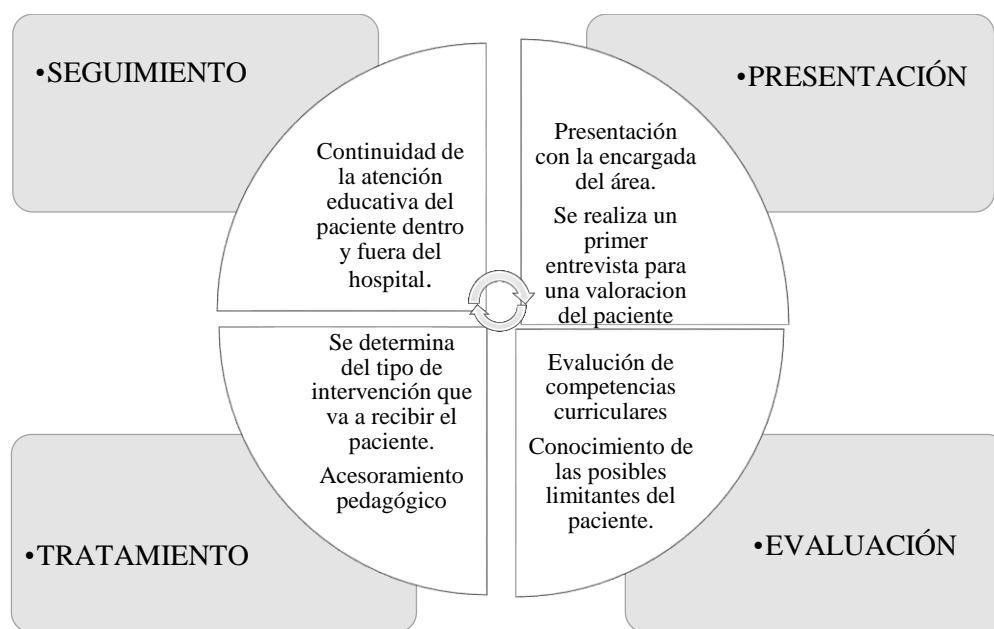 •SEGUIMIENTO
Continuidad de
la atención
educativa del
paciente dentro
y fuera del
hospital.
•PRESENTACIÓN
Presentación
con la encargada
del área.
Se realiza un
primer
entrevista para
una valoracion
del paciente
Se determina
del tipo de
intervención que
va a recibir el
paciente.
Acesoramiento
pedagógico
•TRATAMIENTO
Evalución de
competencias
curriculares
Conocimiento de
las posibles
limitantes del
paciente.
•EVALUACIÓN